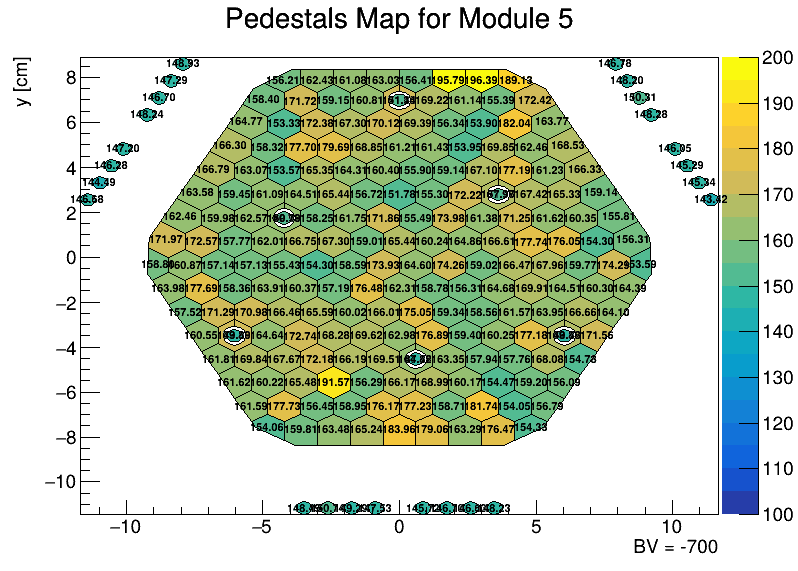 Pedestals Map for Module 5
y [cm]
148.93 146.78
147.29 148.20
146.70 150.31
148.24 148.28
147.20 146.05
146.28 145.29
144.49 145.34
146.68 143.42
156.21 162.43 161.08 163.03 156.41 195.79 196.39 189.13
158.40 171.72 159.15 160.81 169.22 161.14 155.39 172.42
164.77 153.33 172.38 167.30 170.12 169.39 156.34 153.90 182.04 163.77
166.30 158.32 177.70 179.69 168.85 161.21 161.43 153.95 169.85 162.46 168.53
166.79 163.07 153.57 165.35 164.31 160.40 155.90 159.14 167.10 177.19 161.23 166.33
163.58 159.45 161.09 164.51 165.44 156.72 151.78 155.30 172.22 167.42 165.33 159.14
162.46 159.98 162.57 158.25 161.75 171.86 155.49 173.98 161.38 171.25 161.62 160.35 155.81
171.97 172.57 157.77 162.01 166.75 167.30 159.01 165.44 160.24 164.86 166.61 177.74 176.05 154.30 156.31
158.84 160.87 157.14 157.13 155.43 154.30 158.59 173.93 164.60 174.26 159.02 166.47 167.96 159.77 174.29 153.59
163.98 177.69 158.36 163.91 160.37 157.19 176.48 162.31 158.77 156.31 164.68 169.91 164.51 160.30 164.39
157.52 171.29 170.98 166.46 165.59 160.02 166.01 175.05 159.34 158.56 161.57 163.95 166.66 164.10
160.55 164.64 172.74 168.28 169.62 162.98 176.89 159.40 160.25 177.18 171.56
161.81 169.84 167.67 172.18 166.19 169.51 163.35 157.94 157.76 168.08 154.78
161.62 160.22 165.48 191.57 156.29 166.17 168.99 160.17 154.47 159.20 156.09
161.59 177.73 156.45 158.95 176.17 177.23 158.71 181.74 154.05 156.79
154.06 159.81 163.48 165.24 183.96 179.06 163.29 176.47 154.33
147.53 148.23
8
6
4
2
0
−2
−4
−6
−8
−10
−10 −5 0 5 10
BV = -700
200
190
180
170
160
150
140
130
120
110
100